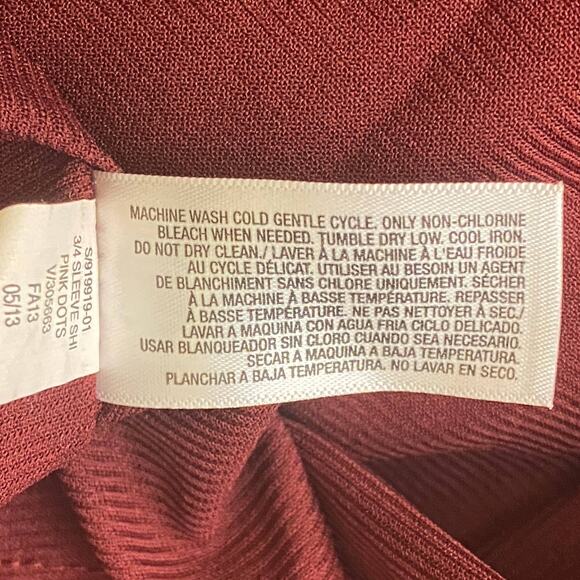 MACHINE WASH COLD GENTLE CYCLE. ONLY NON-CHLORINE
BLEACH WHEN NEEDED. TUMBLE DRY LOW. COOL IRON.
DO NOT DRY CLEAN./ LAVER À LA MACHINE À L'EAU FROIDE
AU CYCLE DÉLICAT. UTILISER AU BESOIN UN AGENT
DE BLANCHIMENT SANS CHLORE UNIQUEMENT. SÉCHER
À LA MACHINE À BASSE TEMPÉRATURE. REPASSER
À BASSE TEMPÉRATURE. NE PAS NETTOYER À SEC./
LAVAR A MAQUINA CON AGUA FRIA CICLO DELICADO.
USAR BLANQUEADOR SIN CLORO CUANDO SEA NECESARIO.
SECAR A MAQUINA A BAJA TEMPERATURA.
PLANCHAR A BAJA TEMPERATURA. NO LAVAR EN SECO.
S/919919-01
3/4 SLEEVE SHI
PINK DOTS
V/305663
FA13
05/13